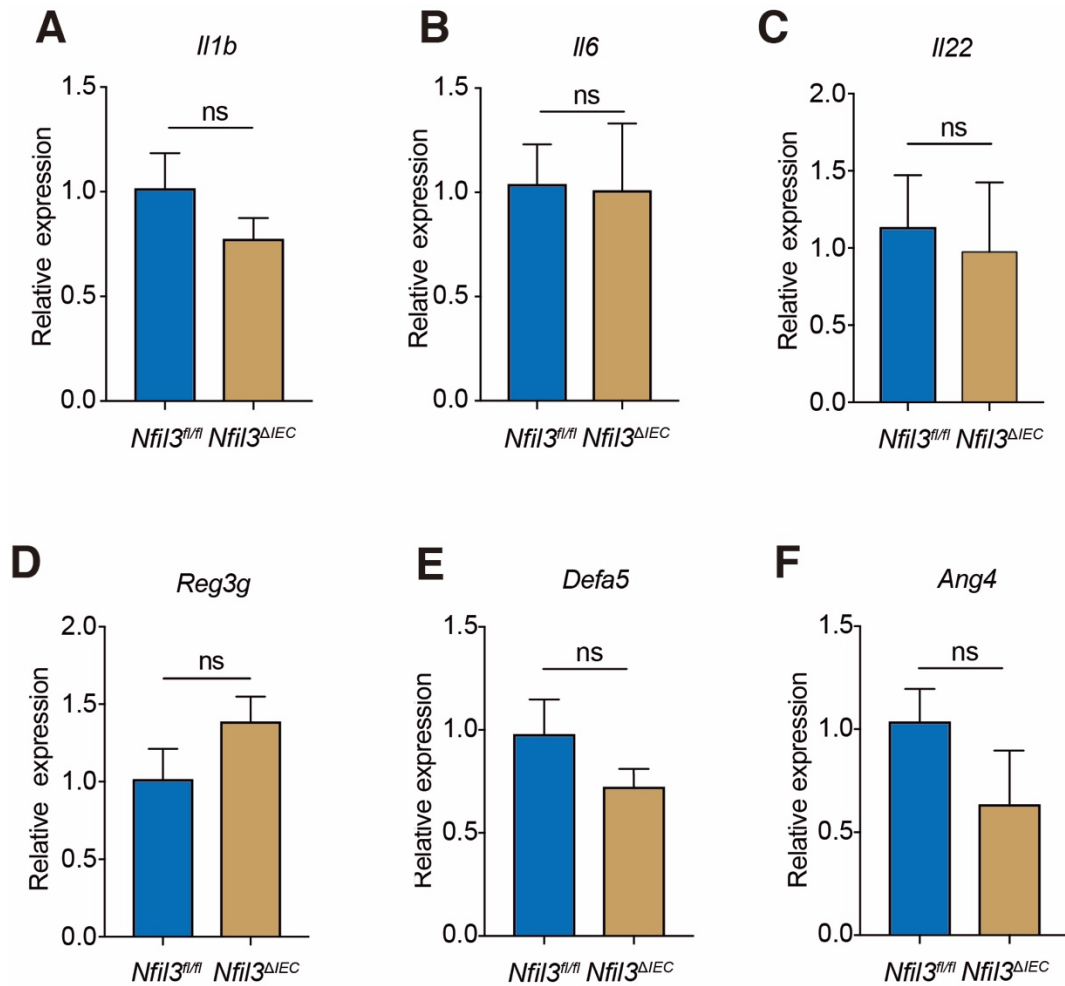 A
Il1b
Relative expression
1.5
1.0
0.5
0.0
ns
Nfil3fl/fl Nfil3ΔIEC
B
Il6
Relative expression
1.5
1.0
0.5
0.0
ns
Nfil3fl/fl Nfil3ΔIEC
C
Il22
Relative expression
2.0
1.5
1.0
0.5
0.0
ns
Nfil3fl/fl Nfil3ΔIEC
D
Reg3g
Relative expression
2.0
1.5
1.0
0.5
0.0
ns
Nfil3fl/fl Nfil3ΔIEC
E
Defa5
Relative expression
1.5
1.0
0.5
0.0
ns
Nfil3fl/fl Nfil3ΔIEC
F
Ang4
Relative expression
1.5
1.0
0.5
0.0
ns
Nfil3fl/fl Nfil3ΔIEC